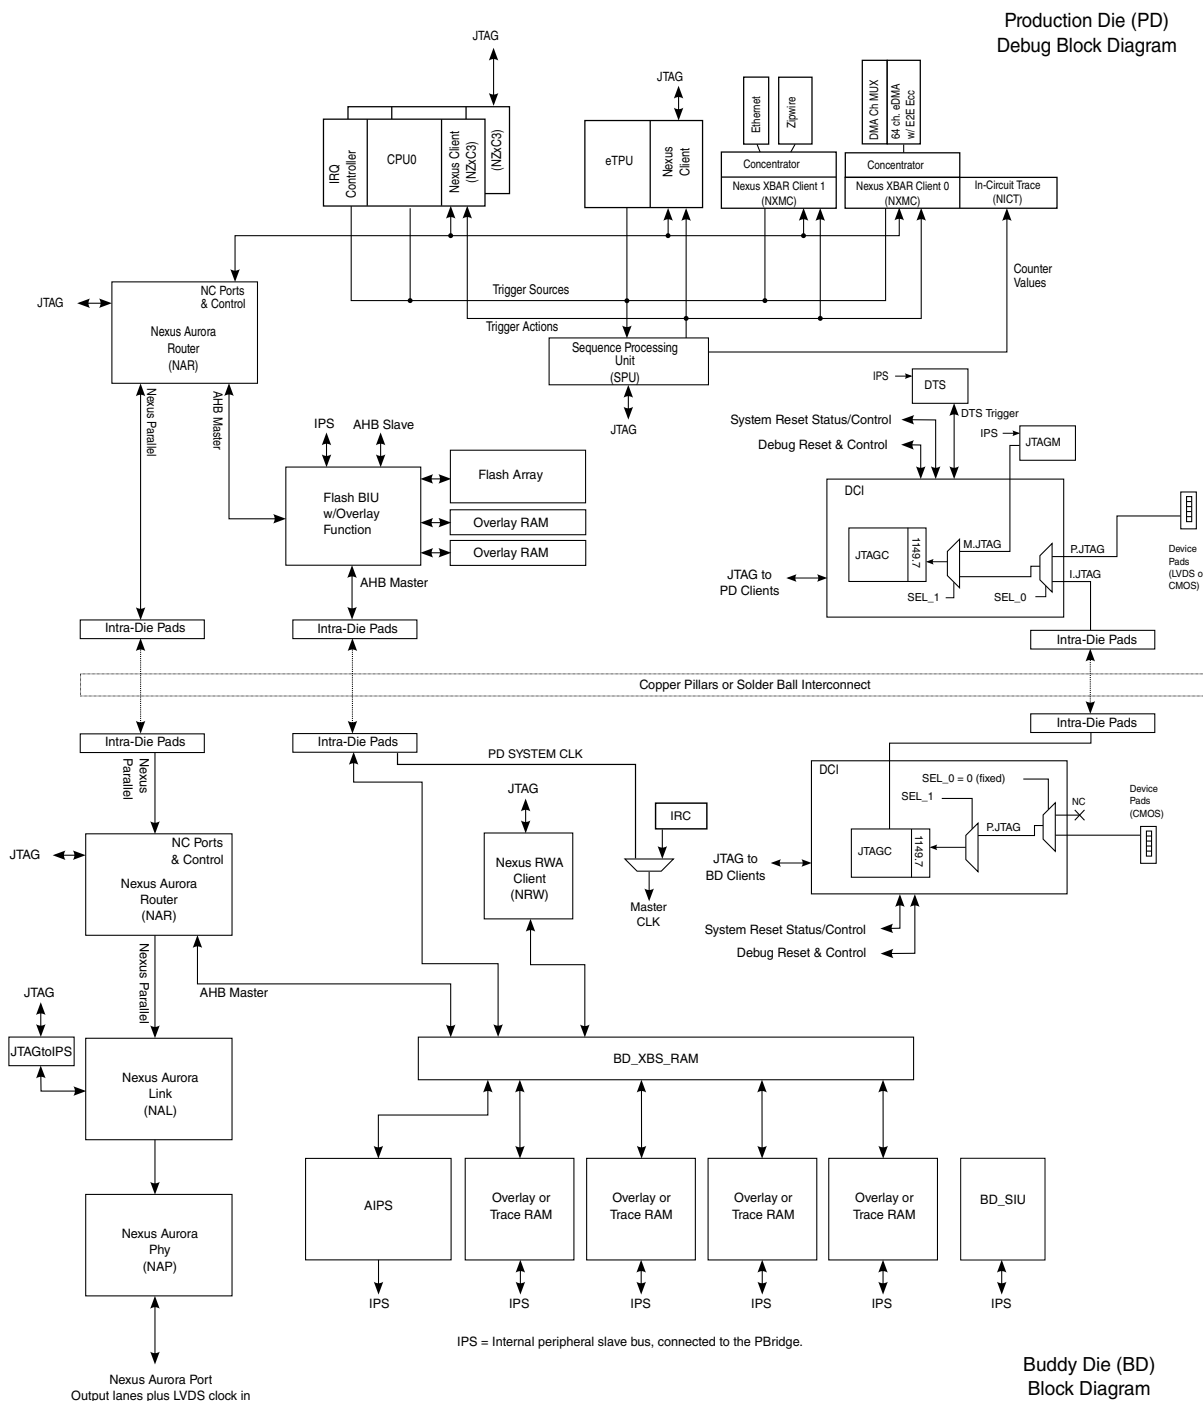 Production Die (PD)
Debug Block Diagram
JTAG
IRQ
Controller
CPU0
Nexus Client
(NZxC3)
(NZxC3)
JTAG
eTPU
Nexus
Client
Ethernet
Zipwire
Concentrator
Nexus XBAR Client 1
(NXMC)
DMA Ch MUX
64 ch. eDMA
w/ E2E Ecc
Concentrator
Nexus XBAR Client 0
(NXMC)
In-Circuit Trace
(NICT)
Counter
Values
JTAG
NC Ports
& Control
Nexus Aurora
Router
(NAR)
Trigger Sources
Trigger Actions
Sequence Processing
Unit
(SPU)
JTAG
Nexus Parallel
AHB Master
IPS
AHB Slave
Flash BIU
w/Overlay
Function
Flash Array
Overlay RAM
Overlay RAM
AHB Master
IPS
DTS
System Reset Status/Control
DTS Trigger
Debug Reset & Control
IPS
JTAGM
DCI
JTAGC
1149.7
M.JTAG
P.JTAG
I.JTAG
SEL_1
SEL_0
JTAG to
PD Clients
Device
Pads
(LVDS o
CMOS)
Intra-Die Pads
Intra-Die Pads
Intra-Die Pads
Copper Pillars or Solder Ball Interconnect
Intra-Die Pads
Intra-Die Pads
Intra-Die Pads
Nexus
Parallel
PD SYSTEM CLK
JTAG
IRC
Nexus RWA
Client
(NRW)
Master
CLK
DCI
SEL_0 = 0 (fixed)
SEL_1
P.JTAG
NC
JTAGC
1149.7
Device
Pads
(CMOS)
JTAG to
BD Clients
System Reset Status/Control
Debug Reset & Control
JTAG
NC Ports
& Control
Nexus Aurora
Router
(NAR)
Nexus Parallel
AHB Master
JTAG
JTAGtoIPS
Nexus Aurora
Link
(NAL)
BD_XBS_RAM
Nexus Aurora
Phy
(NAP)
AIPS
Overlay or
Trace RAM
Overlay or
Trace RAM
Overlay or
Trace RAM
Overlay or
Trace RAM
BD_SIU
IPS
IPS
IPS
IPS
IPS
IPS
IPS = Internal peripheral slave bus, connected to the PBridge.
Nexus Aurora Port
Output lanes plus LVDS clock in
Buddy Die (BD)
Block Diagram